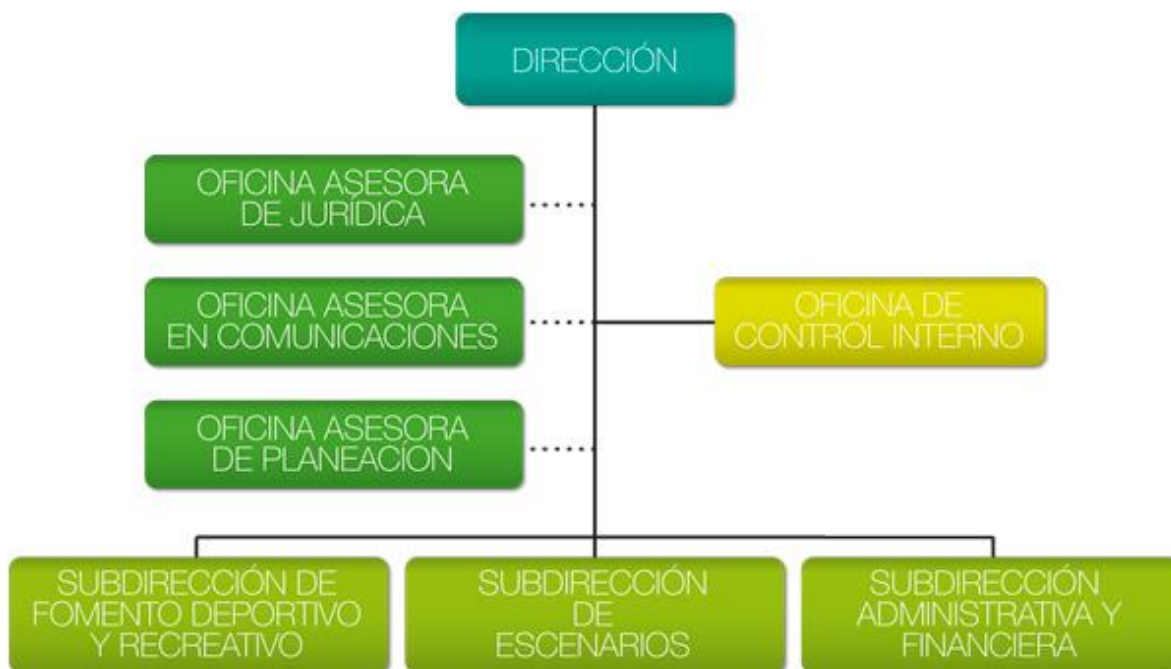 DIRECCIÓN
OFICINA ASESORA
DE JURÍDICA
OFICINA ASESORA
EN COMUNICACIONES
OFICINA DE
CONTROL INTERNO
OFICINA ASESORA
DE PLANEACÍON
SUBDIRECCIÓN DE
FOMENTO DEPORTIVO
Y RECREATIVO
SUBDIRECCIÓN
DE
ESCENARIOS
SUBDIRECCIÓN
ADMINISTRATIVA Y
FINANCIERA